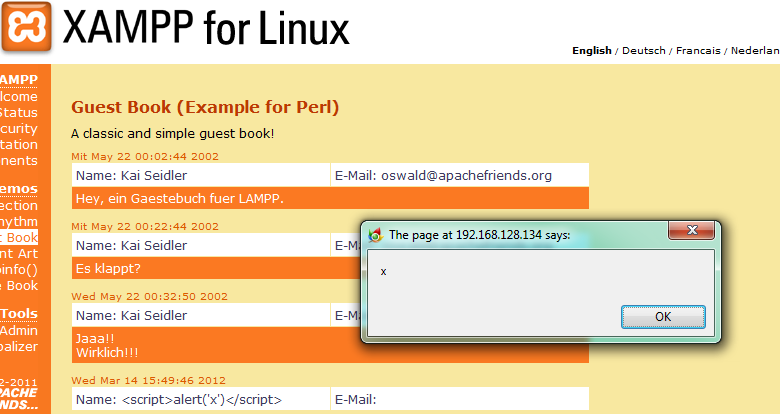 XAMPP for Linux
English / Deutsch / Francais / Nederlan
AMPP
lcome
Status
curity
tation
nents
emos
ection
hythm
t Book
nt Art
pinfo()
e Book
Tools
Admin
balizer
2-2011
PACHE
ENDS...
Guest Book (Example for Perl)
A classic and simple guest book!
Mit May 22 00:02:44 2002
Name: Kai Seidler E-Mail: oswald@apachefriends.org
Hey, ein Gaestebuch fuer LAMPP.
Mit May 22 00:22:44 2002
Name: Kai Seidler E-M
Es klappt?
Wed May 22 00:32:50 2002
Name: Kai Seidler E-Ma
Jaaa!!
Wirklich!!!
Wed Mar 14 15:49:46 2012
Name: <script>alert('x')</script> E-Mail:
The page at 192.168.128.134 says:
x
OK